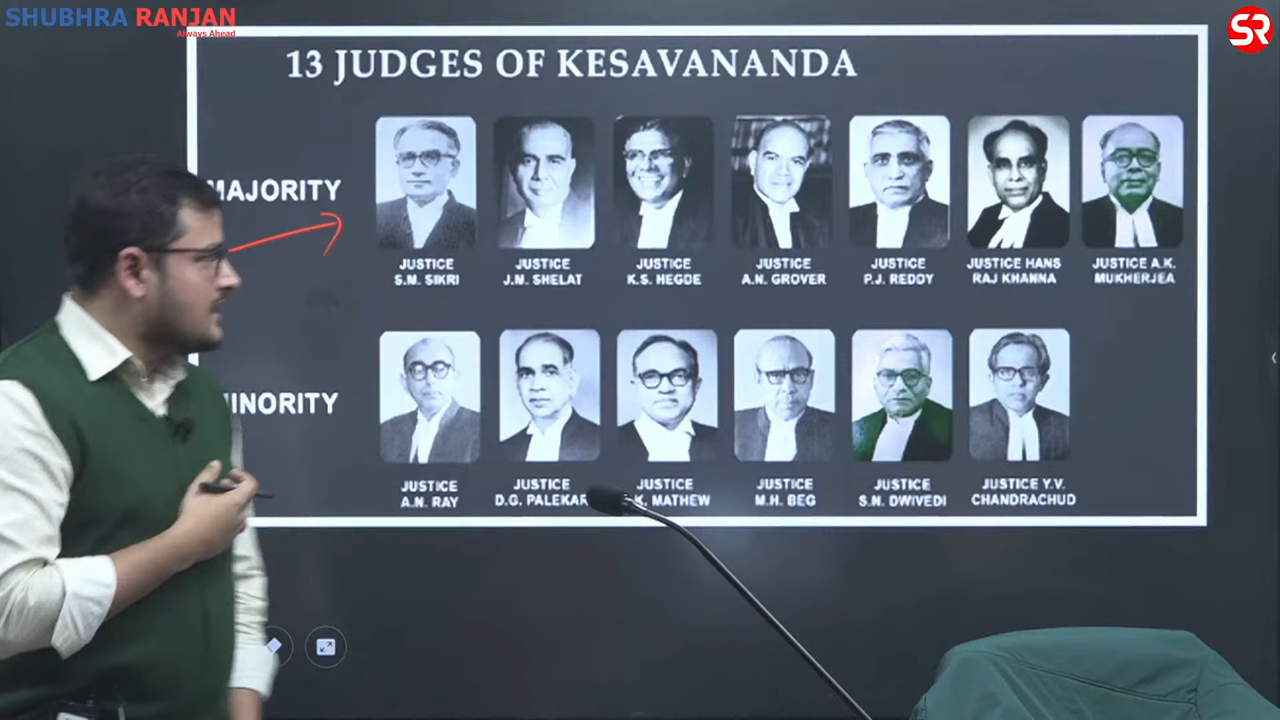 SHUBHRA RANJAN
Always Ahead
SR
13 JUDGES OF KESAVANANDA
MAJORITY
JUSTICE
S.M. SIKRI
JUSTICE
J.M. SHELAT
JUSTICE
K.S. HEGDE
JUSTICE
A.N. GROVER
JUSTICE
P.J. REDDY
JUSTICE HANS
RAJ KHANNA
JUSTICE A.K.
MUKHERJEA
MINORITY
JUSTICE
A.N. RAY
JUSTICE
D.G. PALEKAR
JUSTICE
K. MATHEW
JUSTICE
M.H. BEG
JUSTICE
S.N. DWIVEDI
JUSTICE Y.V.
CHANDRACHUD